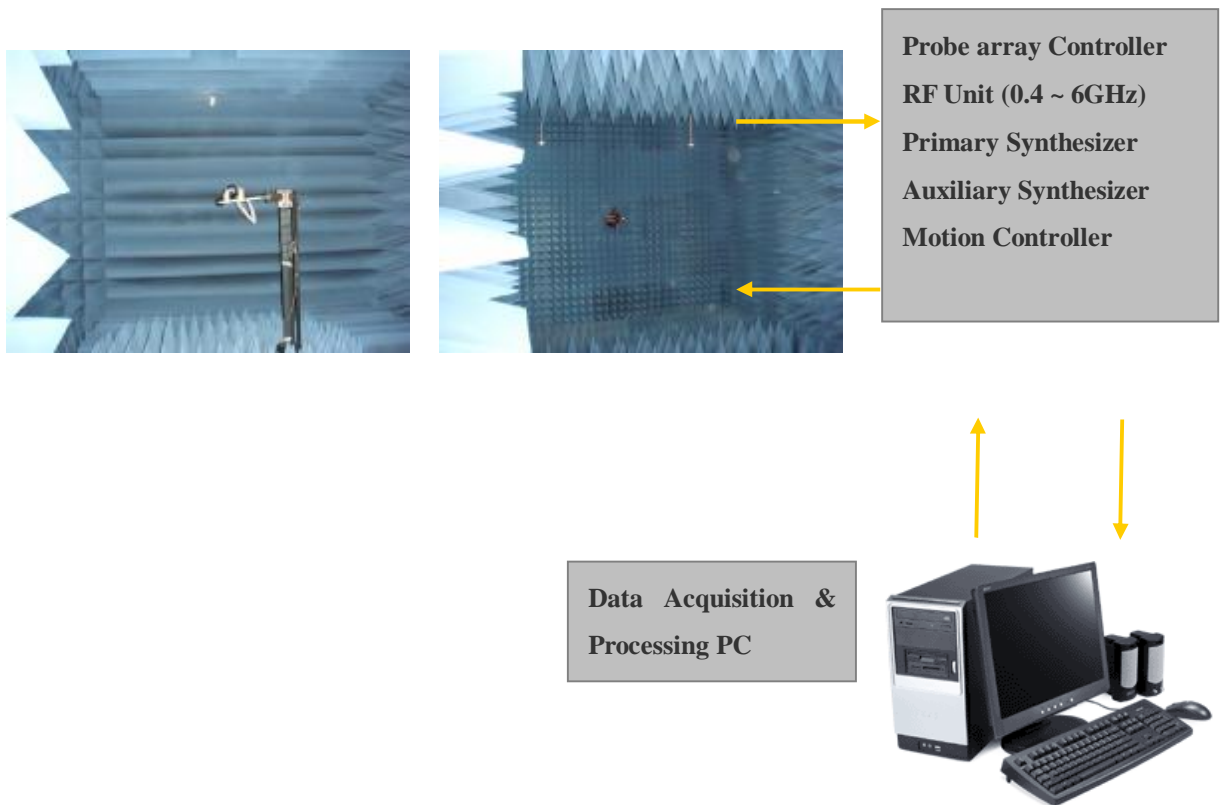 Probe array Controller
RF Unit (0.4 ~ 6GHz)
Primary Synthesizer
Auxiliary Synthesizer
Motion Controller
Data Acquisition &
Processing PC